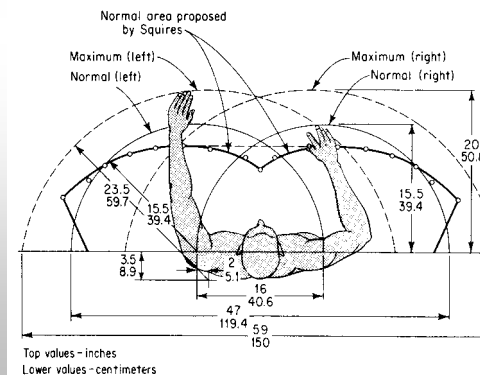 Normal area proposed
by Squires
Maximum (left)
Normal (left)
Maximum (right)
Normal (right)
20
50.8
23.5
59.7
15.5
39.4
15.5
39.4
3.5
8.9
2
5.1
16
40.6
47
119.4
59
150
Top values – inches
Lower values – centimeters